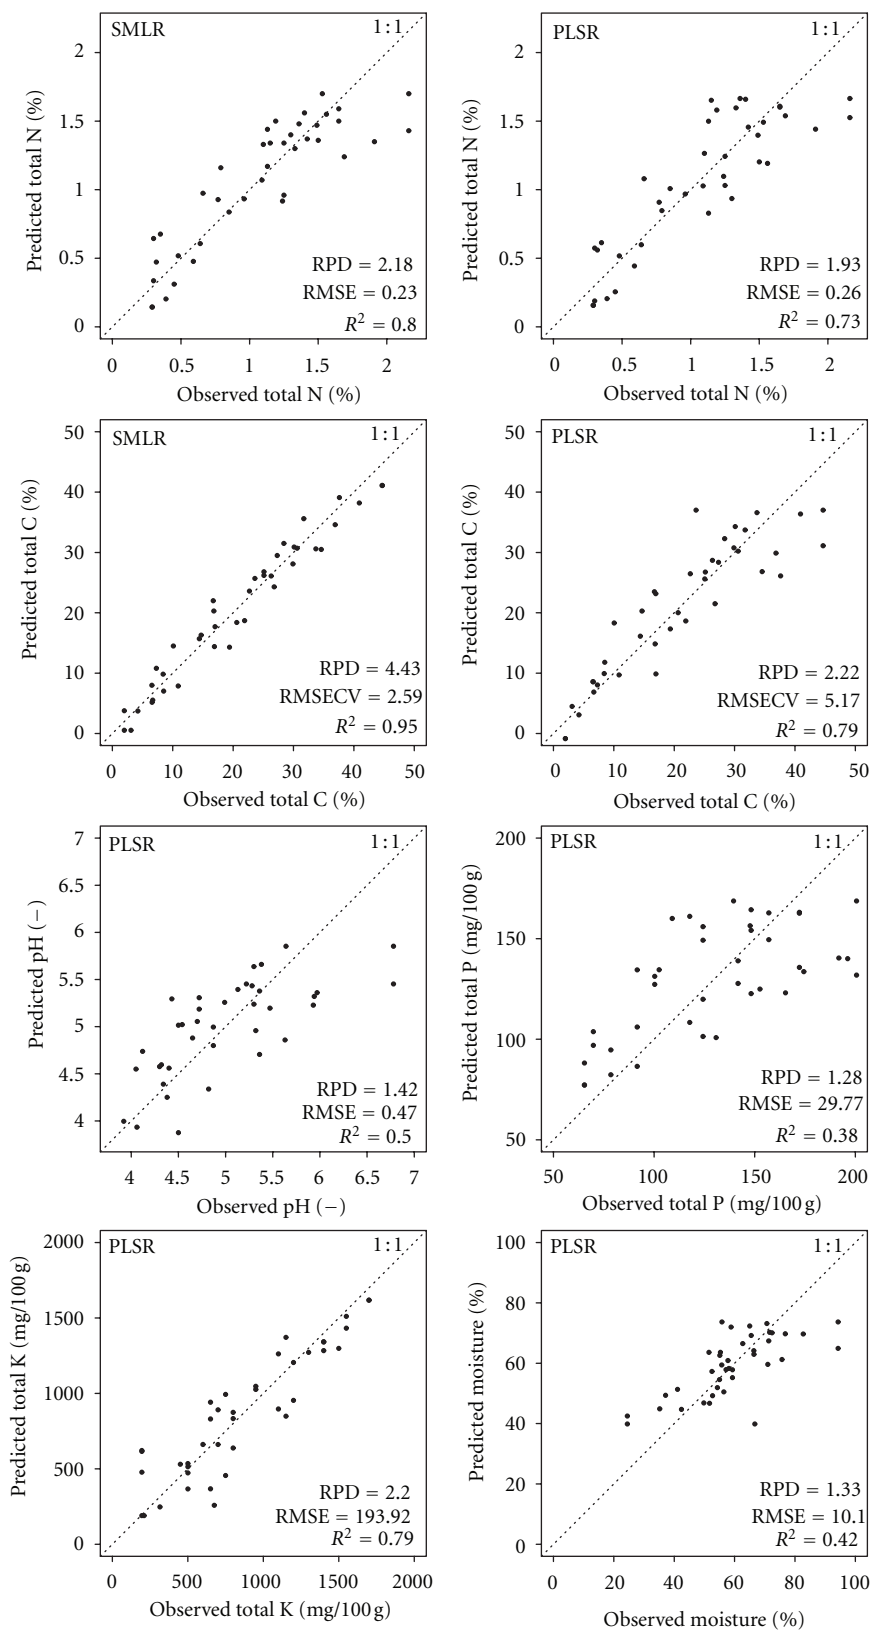 SMLR
1:1
2
1.5
1
0.5
0
Predicted total N (%)
RPD = 2.18
RMSE = 0.23
R² = 0.8
0 0.5 1 1.5 2
Observed total N (%)
PLSR
1:1
2
1.5
1
0.5
0
Predicted total N (%)
RPD = 1.93
RMSE = 0.26
R² = 0.73
0 0.5 1 1.5 2
Observed total N (%)
SMLR
1:1
50
40
30
20
10
0
Predicted total C (%)
RPD = 4.43
RMSECV = 2.59
R² = 0.95
0 10 20 30 40 50
Observed total C (%)
PLSR
1:1
50
40
30
20
10
0
Predicted total C (%)
RPD = 2.22
RMSECV = 5.17
R² = 0.79
0 10 20 30 40 50
Observed total C (%)
PLSR
1:1
7
6.5
6
5.5
5
4.5
4
Predicted pH (−)
RPD = 1.42
RMSE = 0.47
R² = 0.5
4 4.5 5 5.5 6 6.5 7
Observed pH (−)
PLSR
1:1
200
150
100
50
Predicted total P (mg/100 g)
RPD = 1.28
RMSE = 29.77
R² = 0.38
50 100 150 200
Observed total P (mg/100 g)
PLSR
1:1
2000
1500
1000
500
0
Predicted total K (mg/100 g)
RPD = 2.2
RMSE = 193.92
R² = 0.79
0 500 1000 1500 2000
Observed total K (mg/100 g)
PLSR
1:1
100
80
60
40
20
0
Predicted moisture (%)
RPD = 1.33
RMSE = 10.1
R² = 0.42
0 20 40 60 80 100
Observed moisture (%)